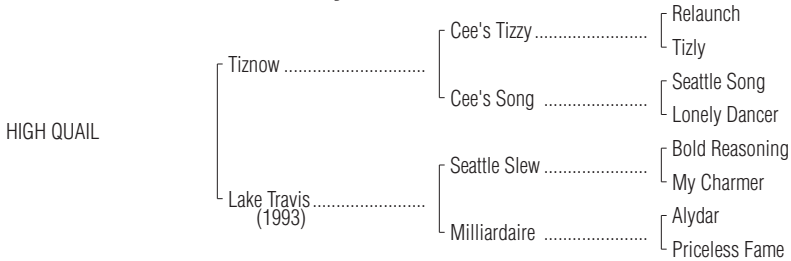 Relaunch
Cee's Tizzy ........................
Tizly
Tiznow ..............................
Seattle Song
Cee's Song ......................
Lonely Dancer
HIGH QUAIL
Bold Reasoning
Seattle Slew ......................
My Charmer
Lake Travis ........................
(1993)
Alydar
Milliardaire ......................
Priceless Fame